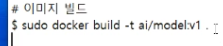 # 이미지 빌드
$ sudo docker build -t ai/model:v1 .